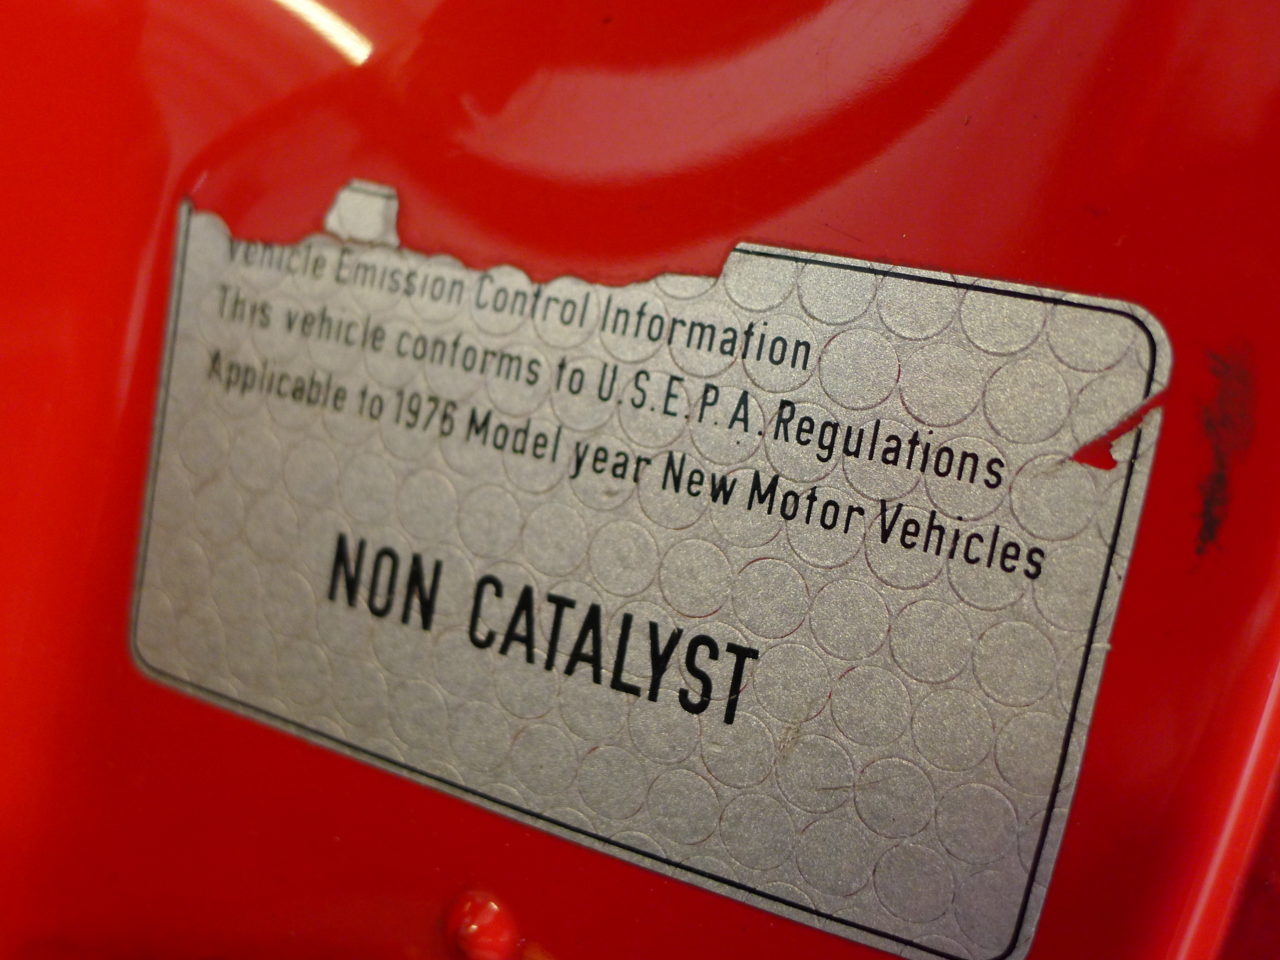 Vehicle Emission Control Information
This vehicle conforms to U.S.E.P.A. Regulations
Applicable to 1976 Model year New Motor Vehicles
NON CATALYST